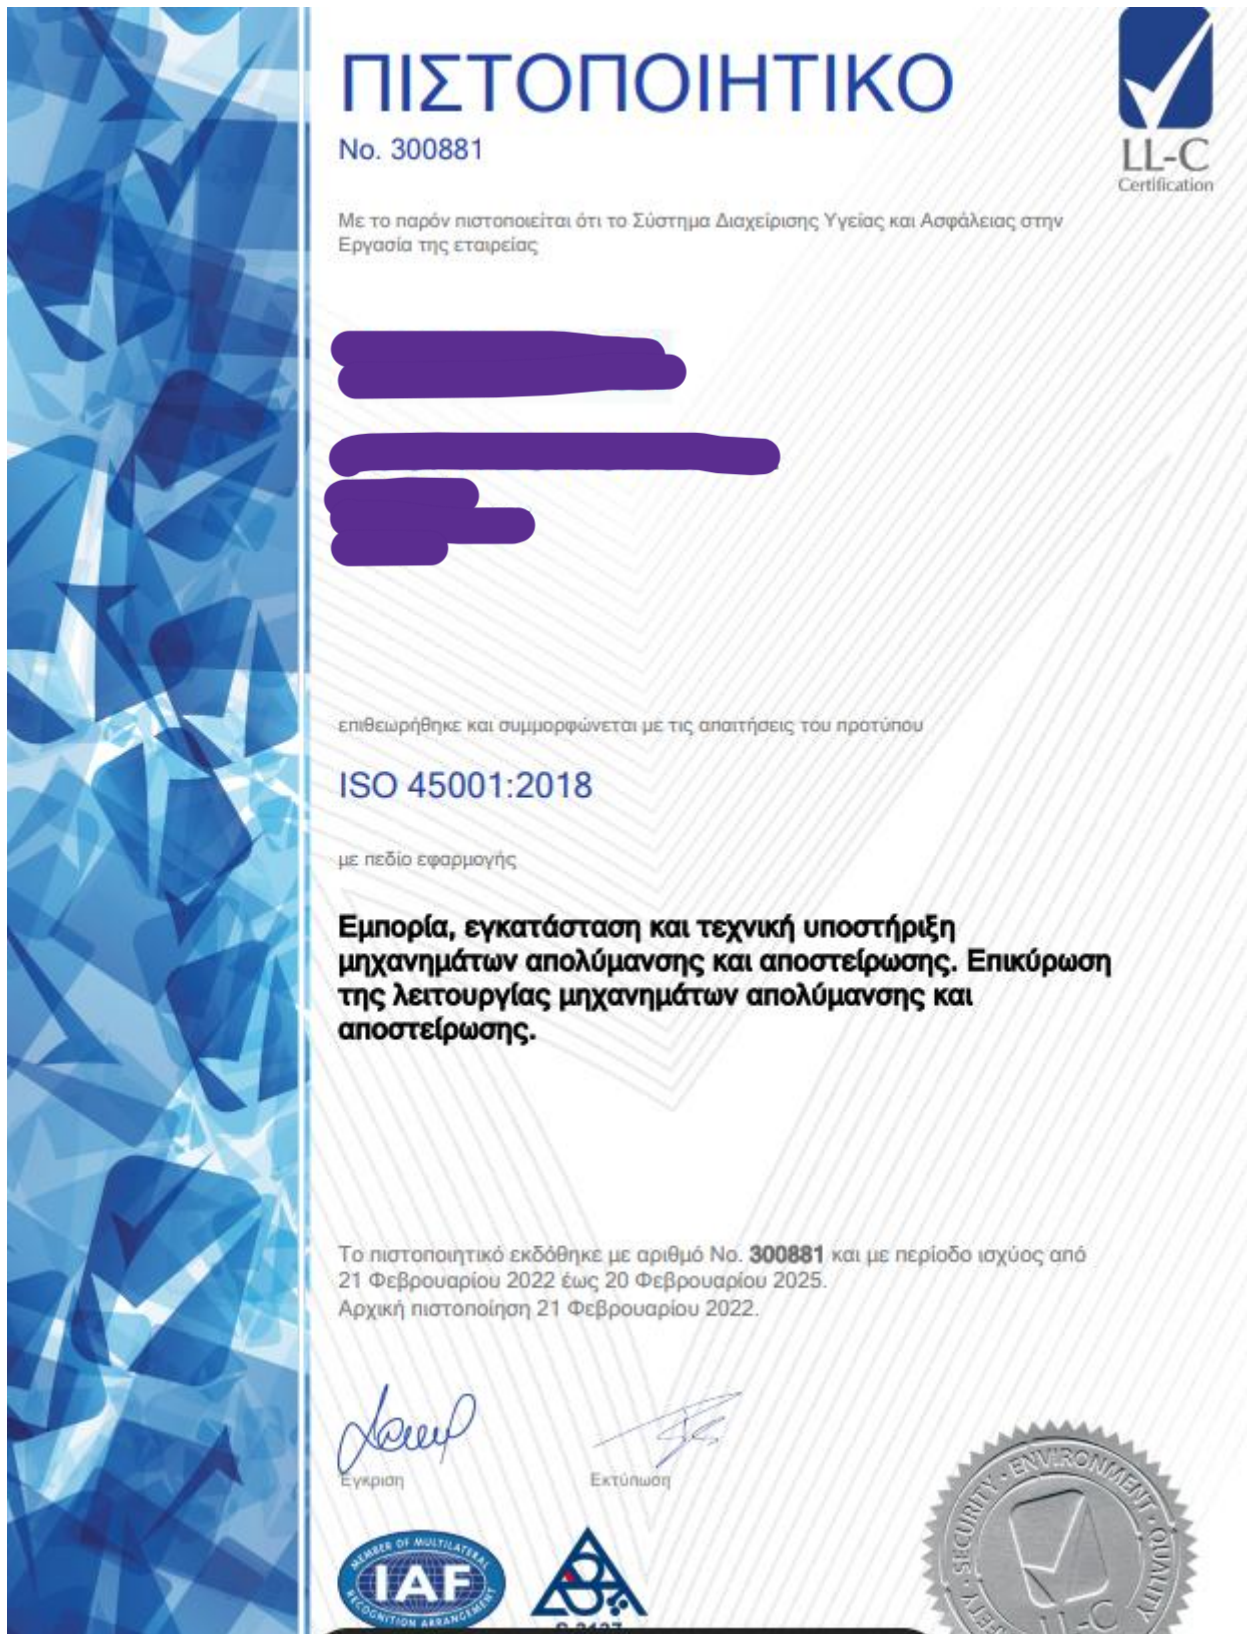 ΠΙΣΤΟΠΟΙΗΤΙΚΟ
No. 300881
LL-C
Certification
Με το παρόν πιστοποιείται ότι το Σύστημα Διαχείρισης Υγείας και Ασφάλειας στην
Εργασία της εταιρείας
επιθεωρήθηκε και συμμορφώνεται με τις απαιτήσεις του προτύπου
ISO 45001:2018
με πεδίο εφαρμογής
Εμπορία, εγκατάσταση και τεχνική υποστήριξη
μηχανημάτων απολύμανσης και αποστείρωσης. Επικύρωση
της λειτουργίας μηχανημάτων απολύμανσης και
αποστείρωσης.
Το πιστοποιητικό εκδόθηκε με αριθμό No. 300881 και με περίοδο ισχύος από
21 Φεβρουαρίου 2022 έως 20 Φεβρουαρίου 2025.
Αρχική πιστοποίηση 21 Φεβρουαρίου 2022.
Έγκριση
Εκτύπωση
MEMBER OF MULTILATERAL
IAF
RECOGNITION ARRANGEMENT
SECURITY · ENVIRONMENT · QUALITY
LL-C